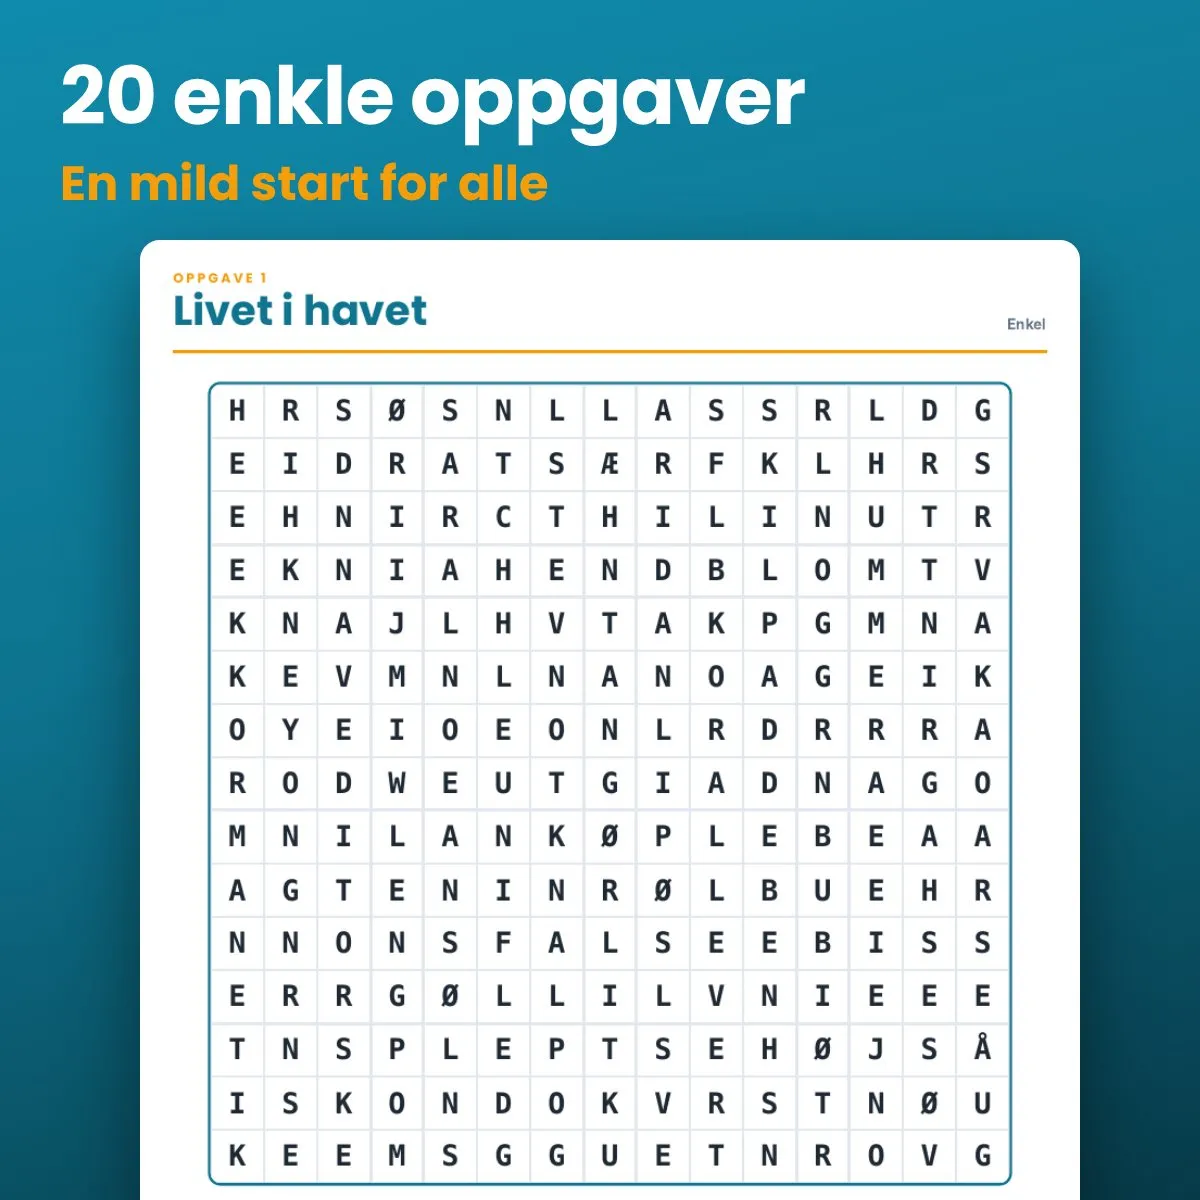 20 enkle oppgaver
En mild start for alle
OPPGAVE 1
Livet i havet
Enkel
H R S Ø S N L L A S S R L D G
E I D R A T S Æ R F K L H R S
E H N I R C T H I L I N U T R
E K N I A H E N D B L O M T V
K N A J L H V T A K P G M N A
K E V M N L N A N O A G E I K
O Y E I O E O N L R D R R R A
R O D W E U T G I A D N A G O
M N I L A N K Ø P L E B E A A
A G T E N I N R Ø L B U E H R
N N O N S F A L S E E B I S S
E R R G Ø L L I L V N I E E E
T N S P L E P T S E H Ø J S Å
I S K O N D O K V R S T N Ø U
K E E M S G G U E T N R O V G